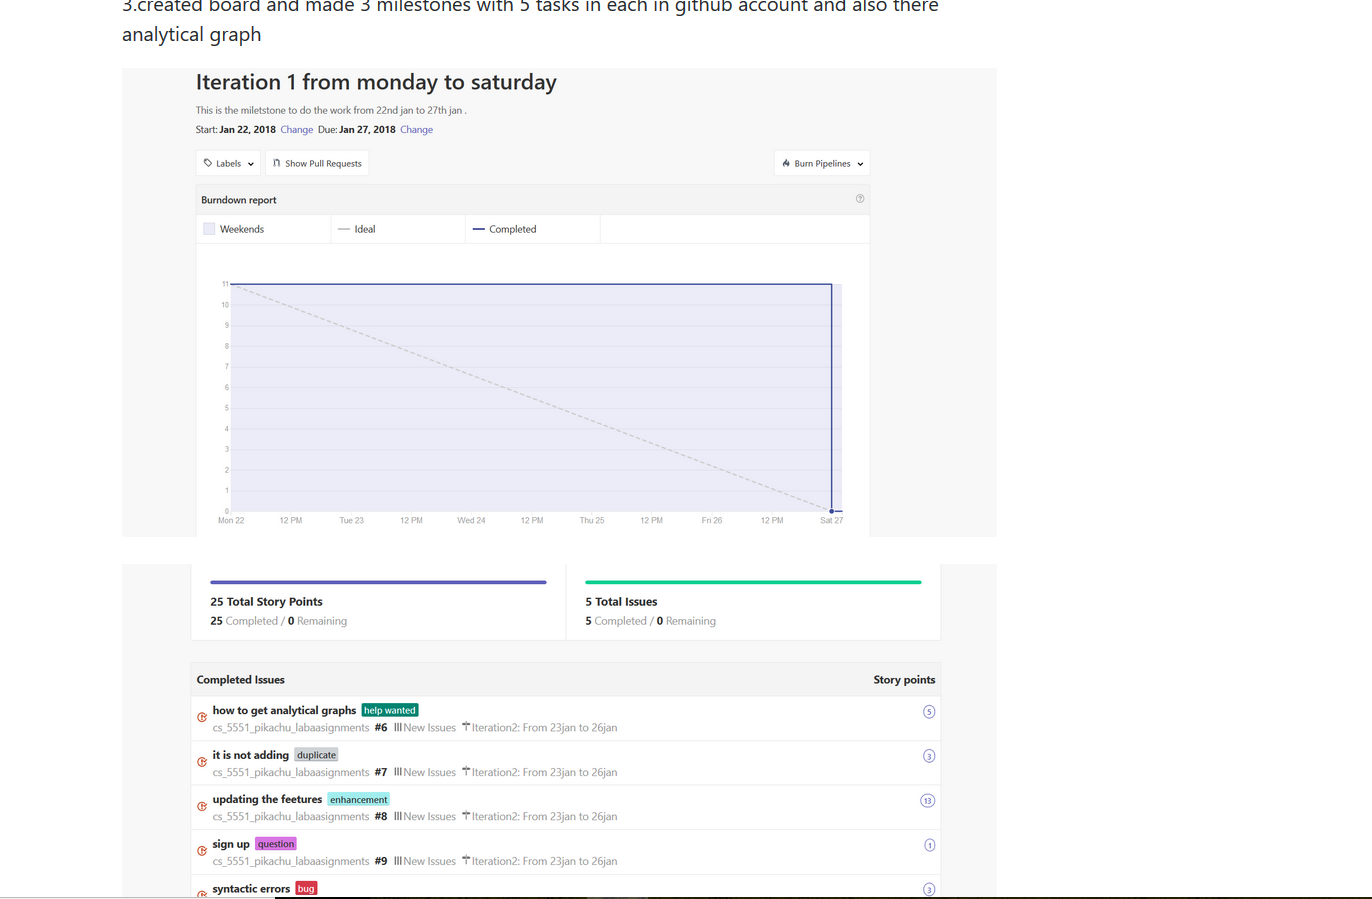 3.created board and made 3 milestones with 5 tasks in each in github account and also there
analytical graph
Iteration 1 from monday to saturday
This is the miletstone to do the work from 22nd jan to 27th jan .
Start: Jan 22, 2018 Change Due: Jan 27, 2018 Change
Labels Show Pull Requests Burn Pipelines
Burndown report
Weekends Ideal Completed
11
10
9
8
7
6
5
4
3
2
1
0
Mon 22 12 PM Tue 23 12 PM Wed 24 12 PM Thu 25 12 PM Fri 26 12 PM Sat 27
25 Total Story Points 5 Total Issues
25 Completed / 0 Remaining 5 Completed / 0 Remaining
Completed Issues Story points
how to get analytical graphs help wanted 5
cs_5551_pikachu_labaasignments #6 New Issues Iteration2: From 23jan to 26jan
it is not adding duplicate 3
cs_5551_pikachu_labaasignments #7 New Issues Iteration2: From 23jan to 26jan
updating the feetures enhancement 13
cs_5551_pikachu_labaasignments #8 New Issues Iteration2: From 23jan to 26jan
sign up question 1
cs_5551_pikachu_labaasignments #9 New Issues Iteration2: From 23jan to 26jan
syntactic errors bug 3